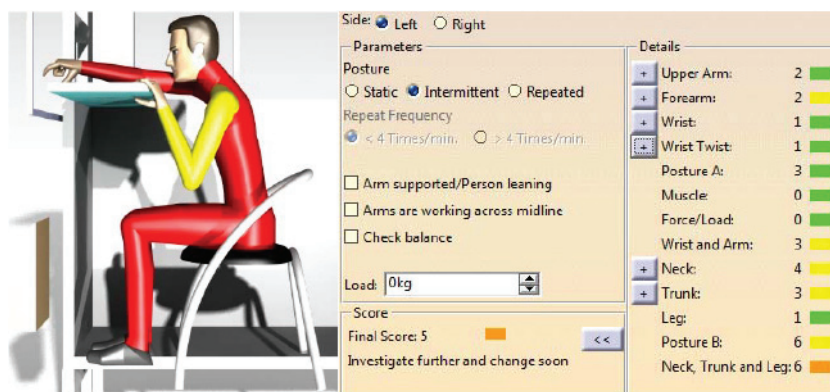 Side: Left Right
Parameters
Posture
Static Intermittent Repeated
Repeat Frequency
< 4 Times/min. > 4 Times/min.
Arm supported/Person leaning
Arms are working across midline
Check balance
Load: 0kg
Score
Final Score: 5 <<
Investigate further and change soon
Details
+ Upper Arm: 2
+ Forearm: 2
+ Wrist: 1
+ Wrist Twist: 1
Posture A: 3
Muscle: 0
Force/Load: 0
Wrist and Arm: 3
+ Neck: 4
+ Trunk: 3
Leg: 1
Posture B: 6
Neck, Trunk and Leg: 6